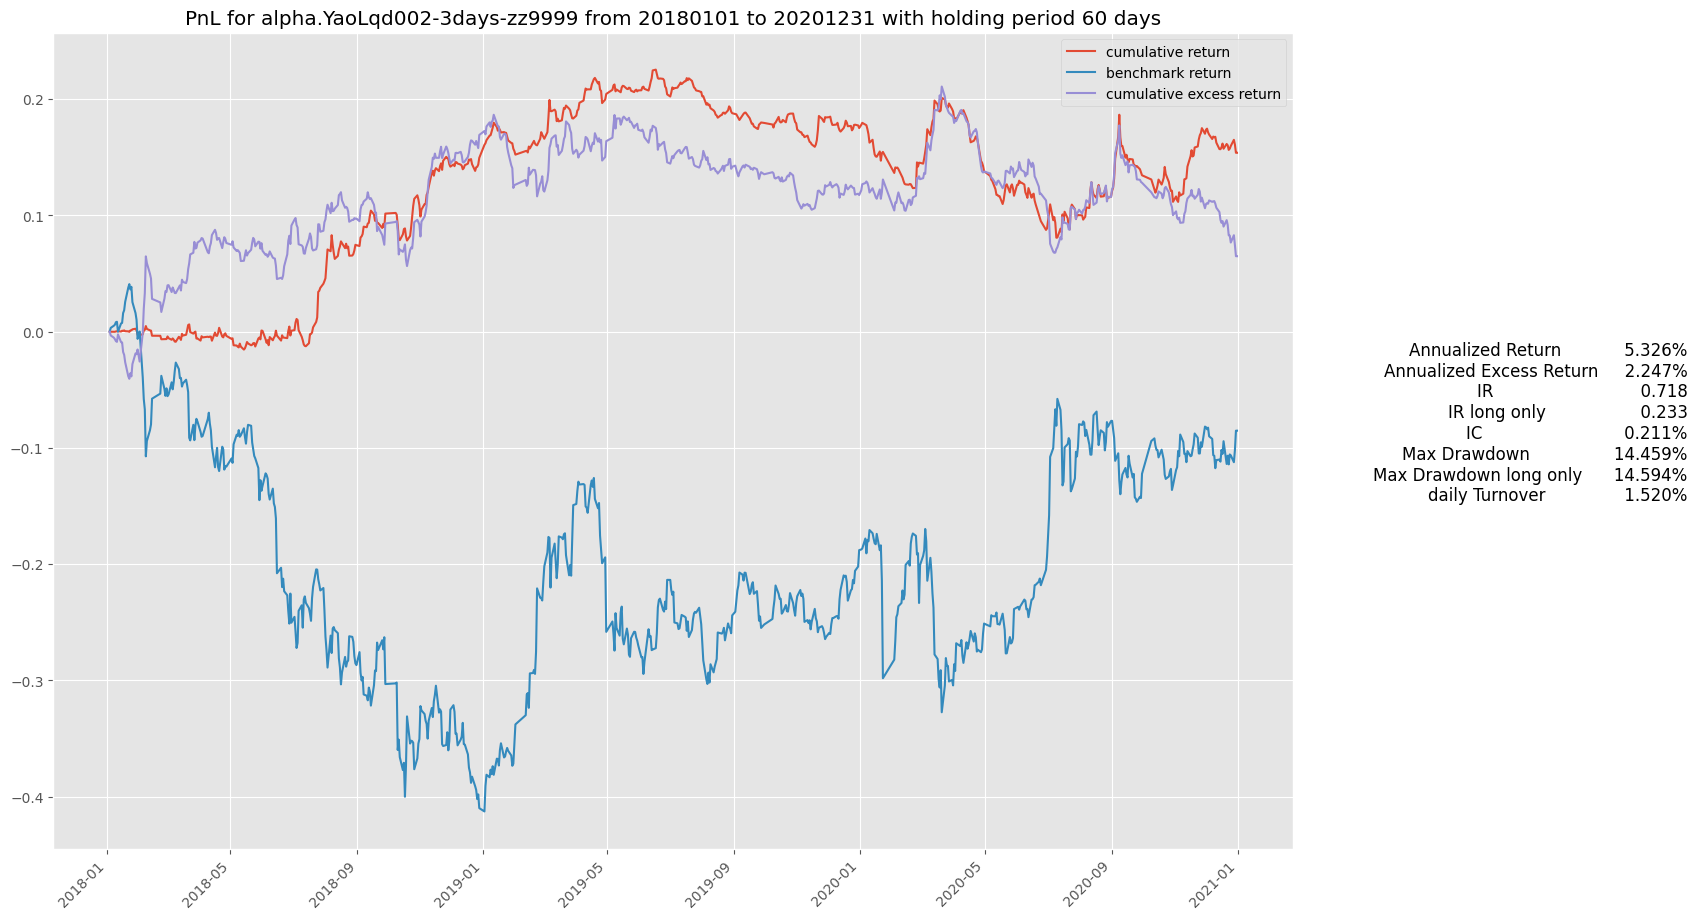 PnL for alpha.YaoLqd002-3days-zz9999 from 20180101 to 20201231 with holding period 60 days
cumulative return
benchmark return
cumulative excess return
0.2
0.1
0.0
−0.1
−0.2
−0.3
−0.4
2018-01
2018-05
2018-09
2019-01
2019-05
2019-09
2020-01
2020-05
2020-09
2021-01
Annualized Return 5.326%
Annualized Excess Return 2.247%
IR 0.718
IR long only 0.233
IC 0.211%
Max Drawdown 14.459%
Max Drawdown long only 14.594%
daily Turnover 1.520%